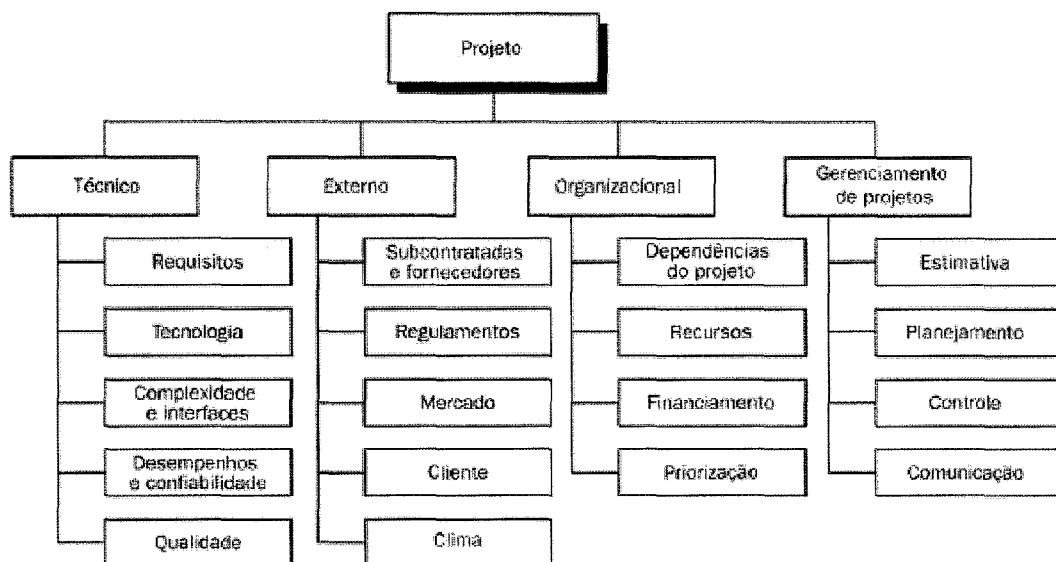 Projeto
Técnico
Externo
Organizacional
Gerenciamento
de projetos
Requisitos
Tecnologia
Complexidade
e interfaces
Desempenhos
e confiabilidade
Qualidade
Subcontratadas
e fornecedores
Regulamentos
Mercado
Cliente
Clima
Dependências
do projeto
Recursos
Financiamento
Priorização
Estimativa
Planejamento
Controle
Comunicação